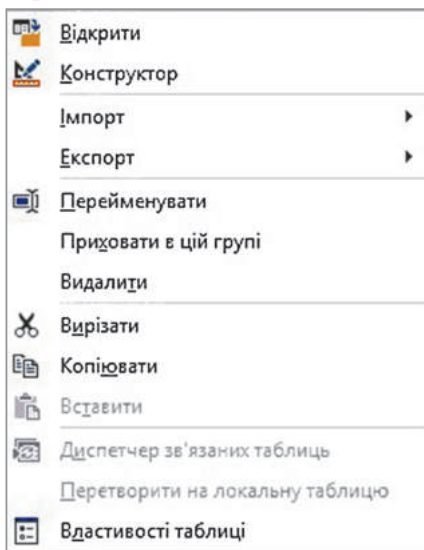 Відкрити
Конструктор
Імпорт
Експорт
Перейменувати
Приховати в цій групі
Видалити
Вирізати
Копіювати
Вставити
Диспетчер зв'язаних таблиць
Перетворити на локальну таблицю
Властивості таблиці